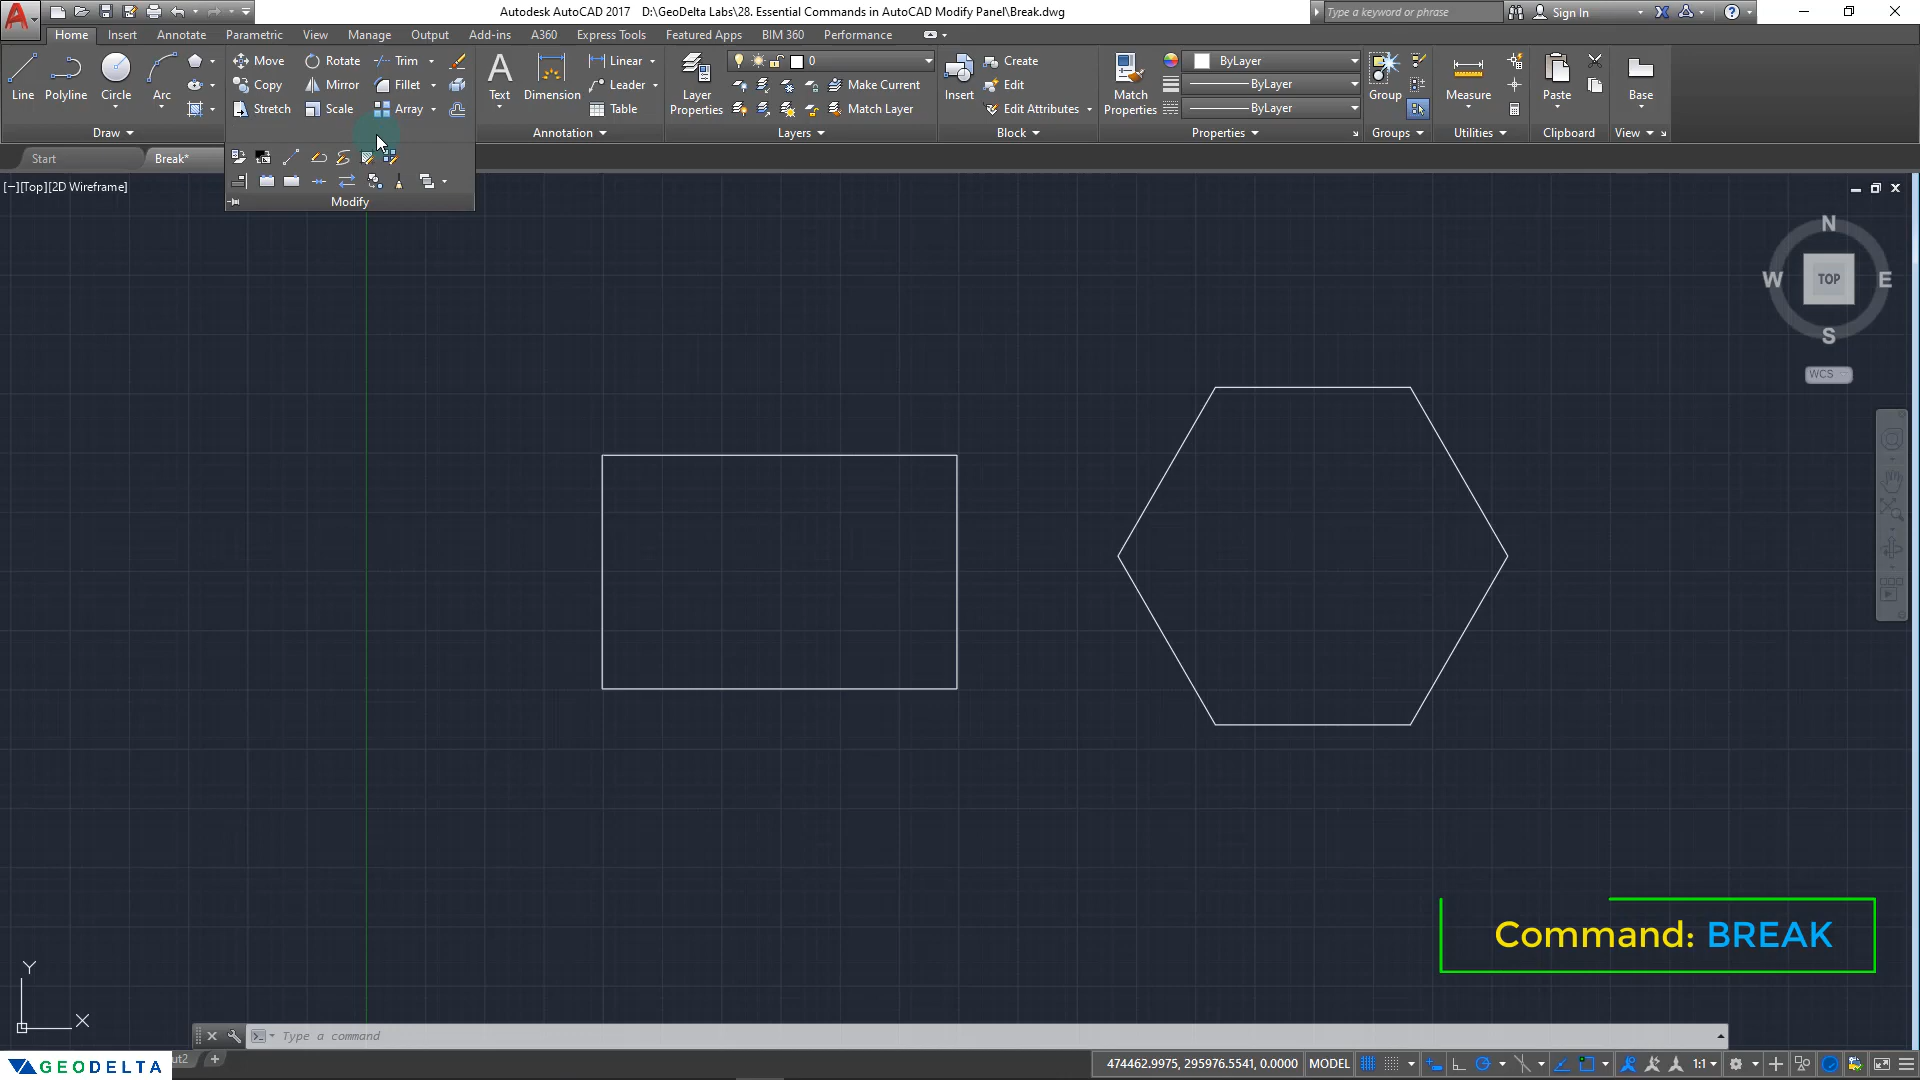 Autodesk AutoCAD 2017 D:\GeoDelta Labs\28. Essential Commands in AutoCAD Modify Panel\Break.dwg
Type a keyword or phrase
Sign In
Home Insert Annotate Parametric View Manage Output Add-ins A360 Express Tools Featured Apps BIM 360 Performance
Line
Polyline
Circle
Arc
Draw
Move
Rotate
Trim
Copy
Mirror
Fillet
Stretch
Scale
Array
Modify
Text
Dimension
Linear
Leader
Table
Annotation
Layer
Properties
0
Make Current
Match Layer
Layers
Insert
Create
Edit
Edit Attributes
Block
Match
Properties
ByLayer
ByLayer
ByLayer
Properties
Group
Groups
Measure
Utilities
Paste
Clipboard
Base
View
Start
Break*
[−][Top][2D Wireframe]
N
W
TOP
E
S
WCS
Command: BREAK
Y
X
Type a command
GEODELTA
ut2
474462.9975, 295976.5541, 0.0000
MODEL
1:1